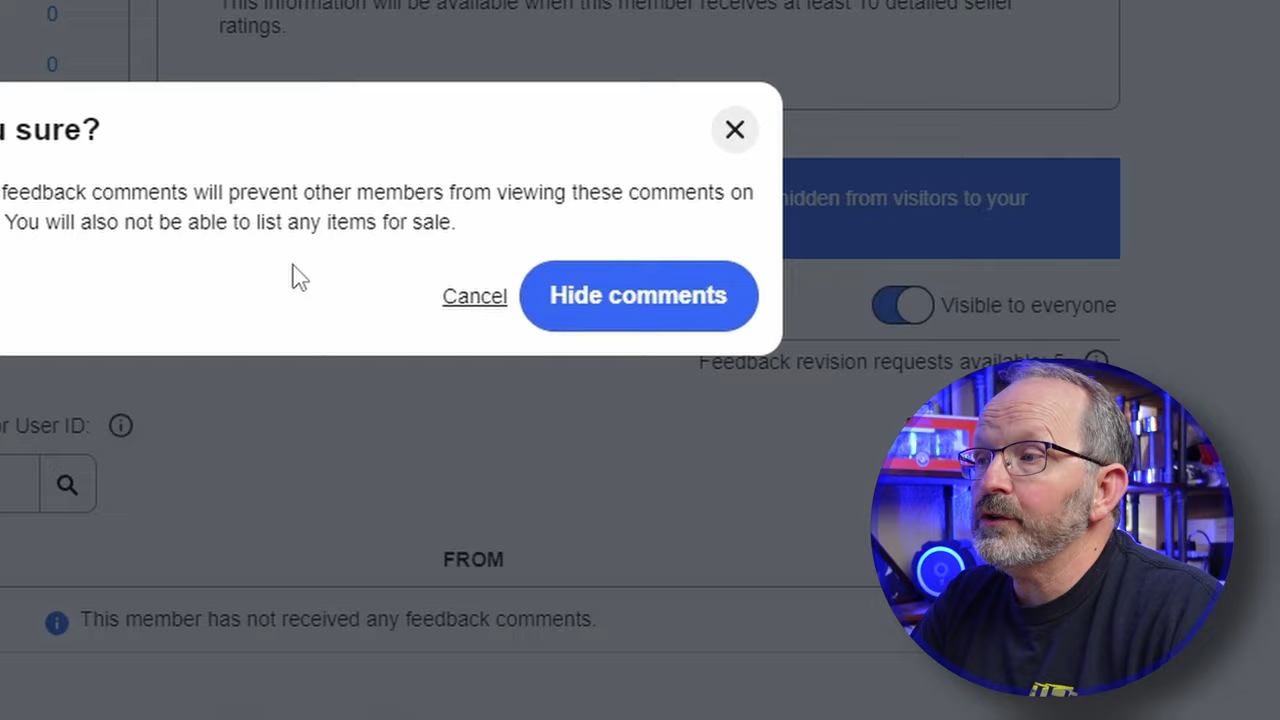 0
This information will be available when this member receives at least 10 detailed seller
ratings.
0
u sure?
feedback comments will prevent other members from viewing these comments on
You will also not be able to list any items for sale.
hidden from visitors to your
Cancel
Hide comments
Visible to everyone
Feedback revision requests available: 5
or User ID:
FROM
This member has not received any feedback comments.